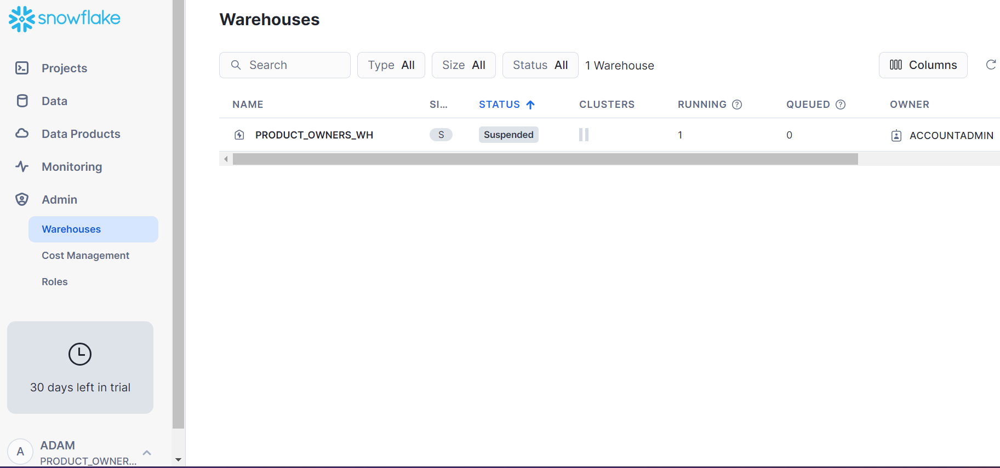 snowflake
Projects
Data
Data Products
Monitoring
Admin
Warehouses
Cost Management
Roles
30 days left in trial
A
ADAM
PRODUCT_OWNER...
Warehouses
Search
Type All
Size All
Status All
1 Warehouse
Columns
NAME SI... STATUS CLUSTERS RUNNING ? QUEUED ? OWNER
PRODUCT_OWNERS_WH S Suspended 1 0 ACCOUNTADMIN